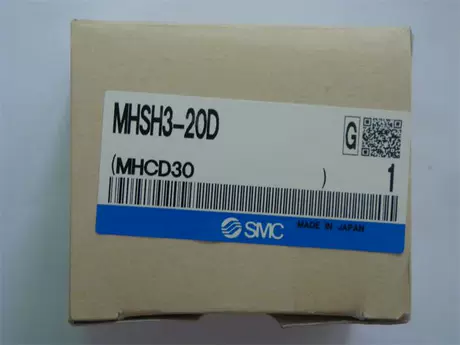 MHSH3-20D
G
(MHCD30 )
1
SMC
MADE IN JAPAN